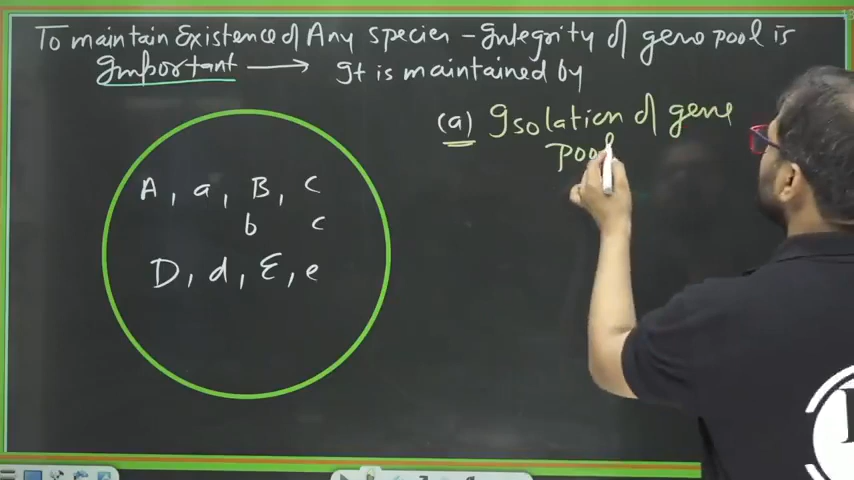 To maintain Existence of Any species - Integrity of gene pool is
Important → It is maintained by
(a) Isolation of gene
pool
A, a, B, C
b c
D, d, E, e